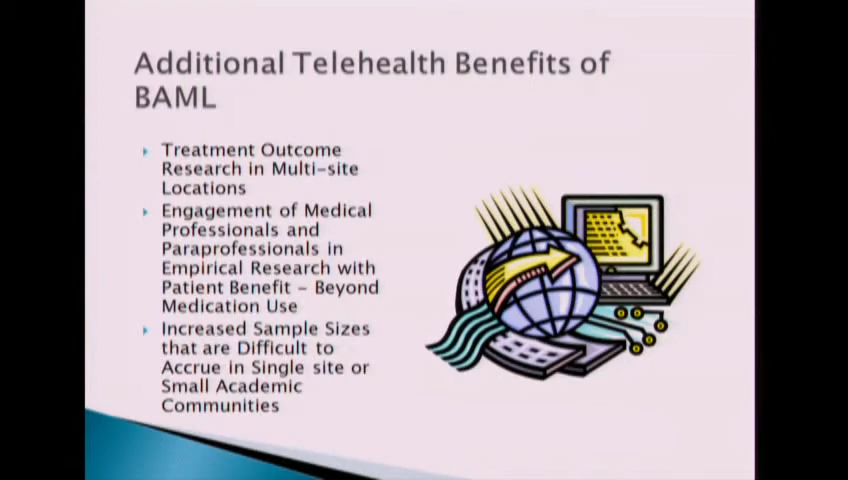 Additional Telehealth Benefits of
BAML
Treatment Outcome
Research in Multi-site
Locations
Engagement of Medical
Professionals and
Paraprofessionals in
Empirical Research with
Patient Benefit - Beyond
Medication Use
Increased Sample Sizes
that are Difficult to
Accrue in Single site or
Small Academic
Communities